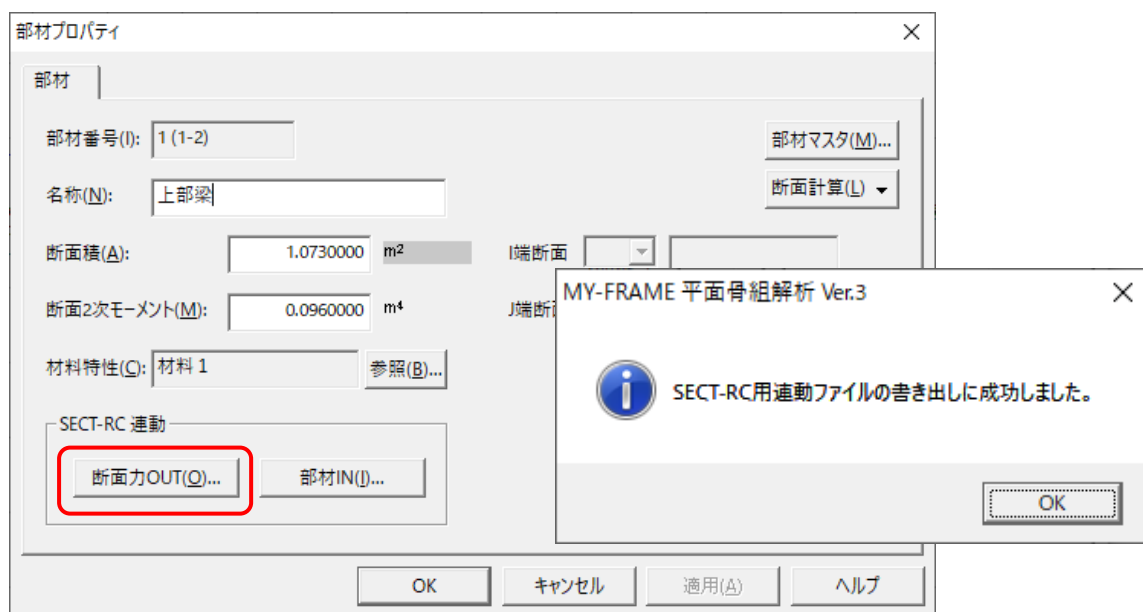 部材プロパティ
部材
部材番号(I): 1 (1-2)
部材マスタ(M)...
名称(N): 上部梁
断面計算(L)
断面積(A): 1.0730000 m²
I端断面
断面2次モーメント(M): 0.0960000 m⁴
J端断
材料特性(C): 材料 1 参照(B)...
SECT-RC 連動
断面力OUT(O)... 部材IN(I)...
OK キャンセル 適用(A) ヘルプ
MY-FRAME 平面骨組解析 Ver.3
SECT-RC用連動ファイルの書き出しに成功しました。
OK